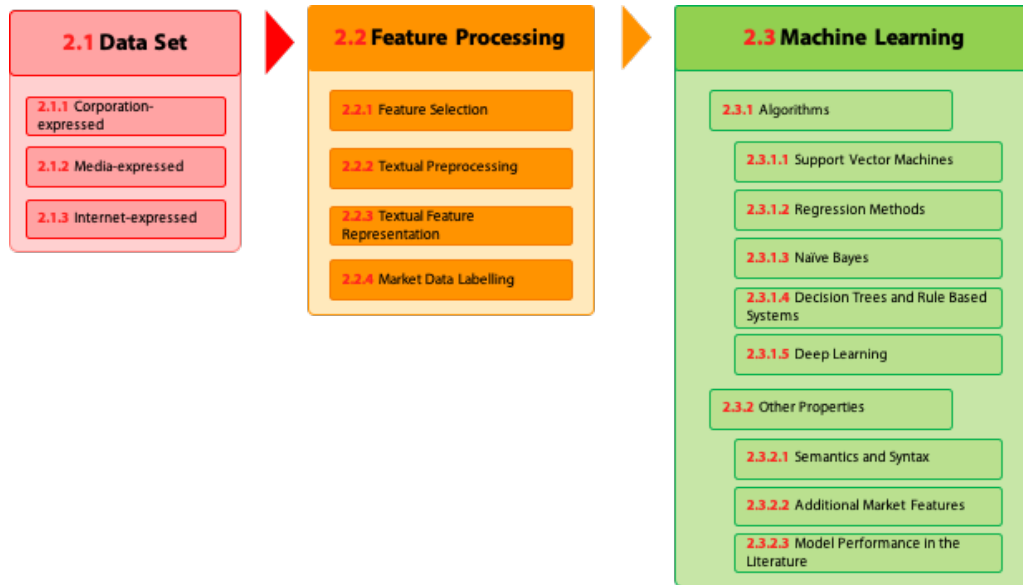 2.1 Data Set
2.1.1 Corporation-
expressed
2.1.2 Media-expressed
2.1.3 Internet-expressed
2.2 Feature Processing
2.2.1 Feature Selection
2.2.2 Textual Preprocessing
2.2.3 Textual Feature
Representation
2.2.4 Market Data Labelling
2.3 Machine Learning
2.3.1 Algorithms
2.3.1.1 Support Vector Machines
2.3.1.2 Regression Methods
2.3.1.3 Naïve Bayes
2.3.1.4 Decision Trees and Rule Based
Systems
2.3.1.5 Deep Learning
2.3.2 Other Properties
2.3.2.1 Semantics and Syntax
2.3.2.2 Additional Market Features
2.3.2.3 Model Performance in the
Literature